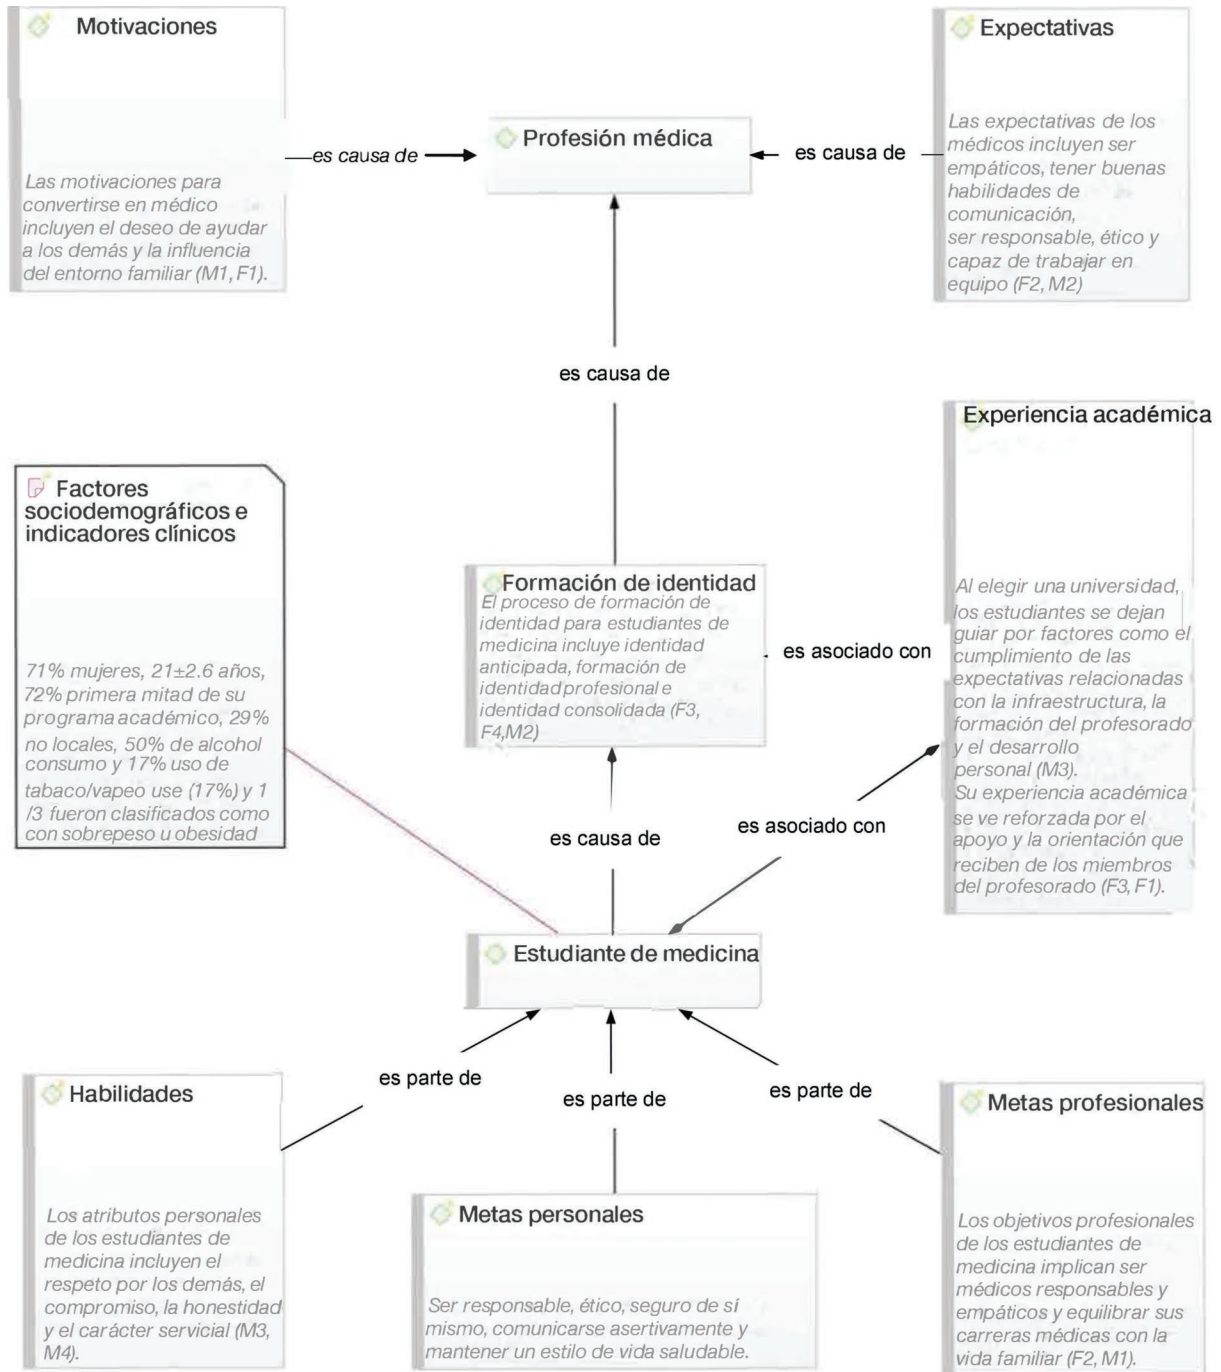 Motivaciones
Las motivaciones para
convertirse en médico
incluyen el deseo de ayudar
a los demás y la influencia
del entorno familiar (M1, F1).
es causa de
Profesión médica
es causa de
Expectativas
Las expectativas de los
médicos incluyen ser
empáticos, tener buenas
habilidades de
comunicación,
ser responsable, ético y
capaz de trabajar en
equipo (F2, M2)
es causa de
Factores
sociodemográficos e
indicadores clínicos
71% mujeres, 21±2.6 años,
72% primera mitad de su
programa académico, 29%
no locales, 50% de alcohol
consumo y 17% uso de
tabaco/vapeo use (17%) y 1
/3 fueron clasificados como
con sobrepeso u obesidad
Formación de identidad
El proceso de formación de
identidad para estudiantes de
medicina incluye identidad
anticipada, formación de
identidad profesional e
identidad consolidada (F3,
F4,M2)
es asociado con
Experiencia académica
Al elegir una universidad,
los estudiantes se dejan
guiar por factores como el
cumplimiento de las
expectativas relacionadas
con la infraestructura, la
formación del profesorado
y el desarrollo
personal (M3).
Su experiencia académica
se ve reforzada por el
apoyo y la orientación que
reciben de los miembros
del profesorado (F3, F1).
es causa de
es asociado con
Estudiante de medicina
es parte de
es parte de
es parte de
Habilidades
Los atributos personales
de los estudiantes de
medicina incluyen el
respeto por los demás, el
compromiso, la honestidad
y el carácter servicial (M3,
M4).
Metas personales
Ser responsable, ético, seguro de sí
mismo, comunicarse asertivamente y
mantener un estilo de vida saludable.
Metas profesionales
Los objetivos profesionales
de los estudiantes de
medicina implican ser
médicos responsables y
empáticos y equilibrar sus
carreras médicas con la
vida familiar (F2, M1).